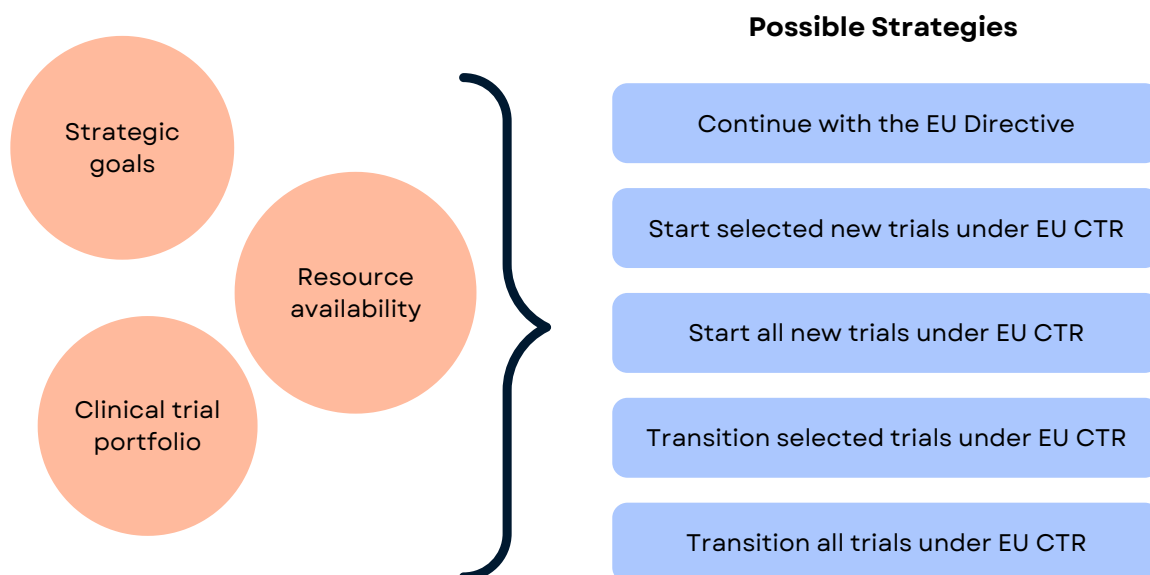 Possible Strategies
Strategic
goals
Resource
availability
Clinical trial
portfolio
Continue with the EU Directive
Start selected new trials under EU CTR
Start all new trials under EU CTR
Transition selected trials under EU CTR
Transition all trials under EU CTR